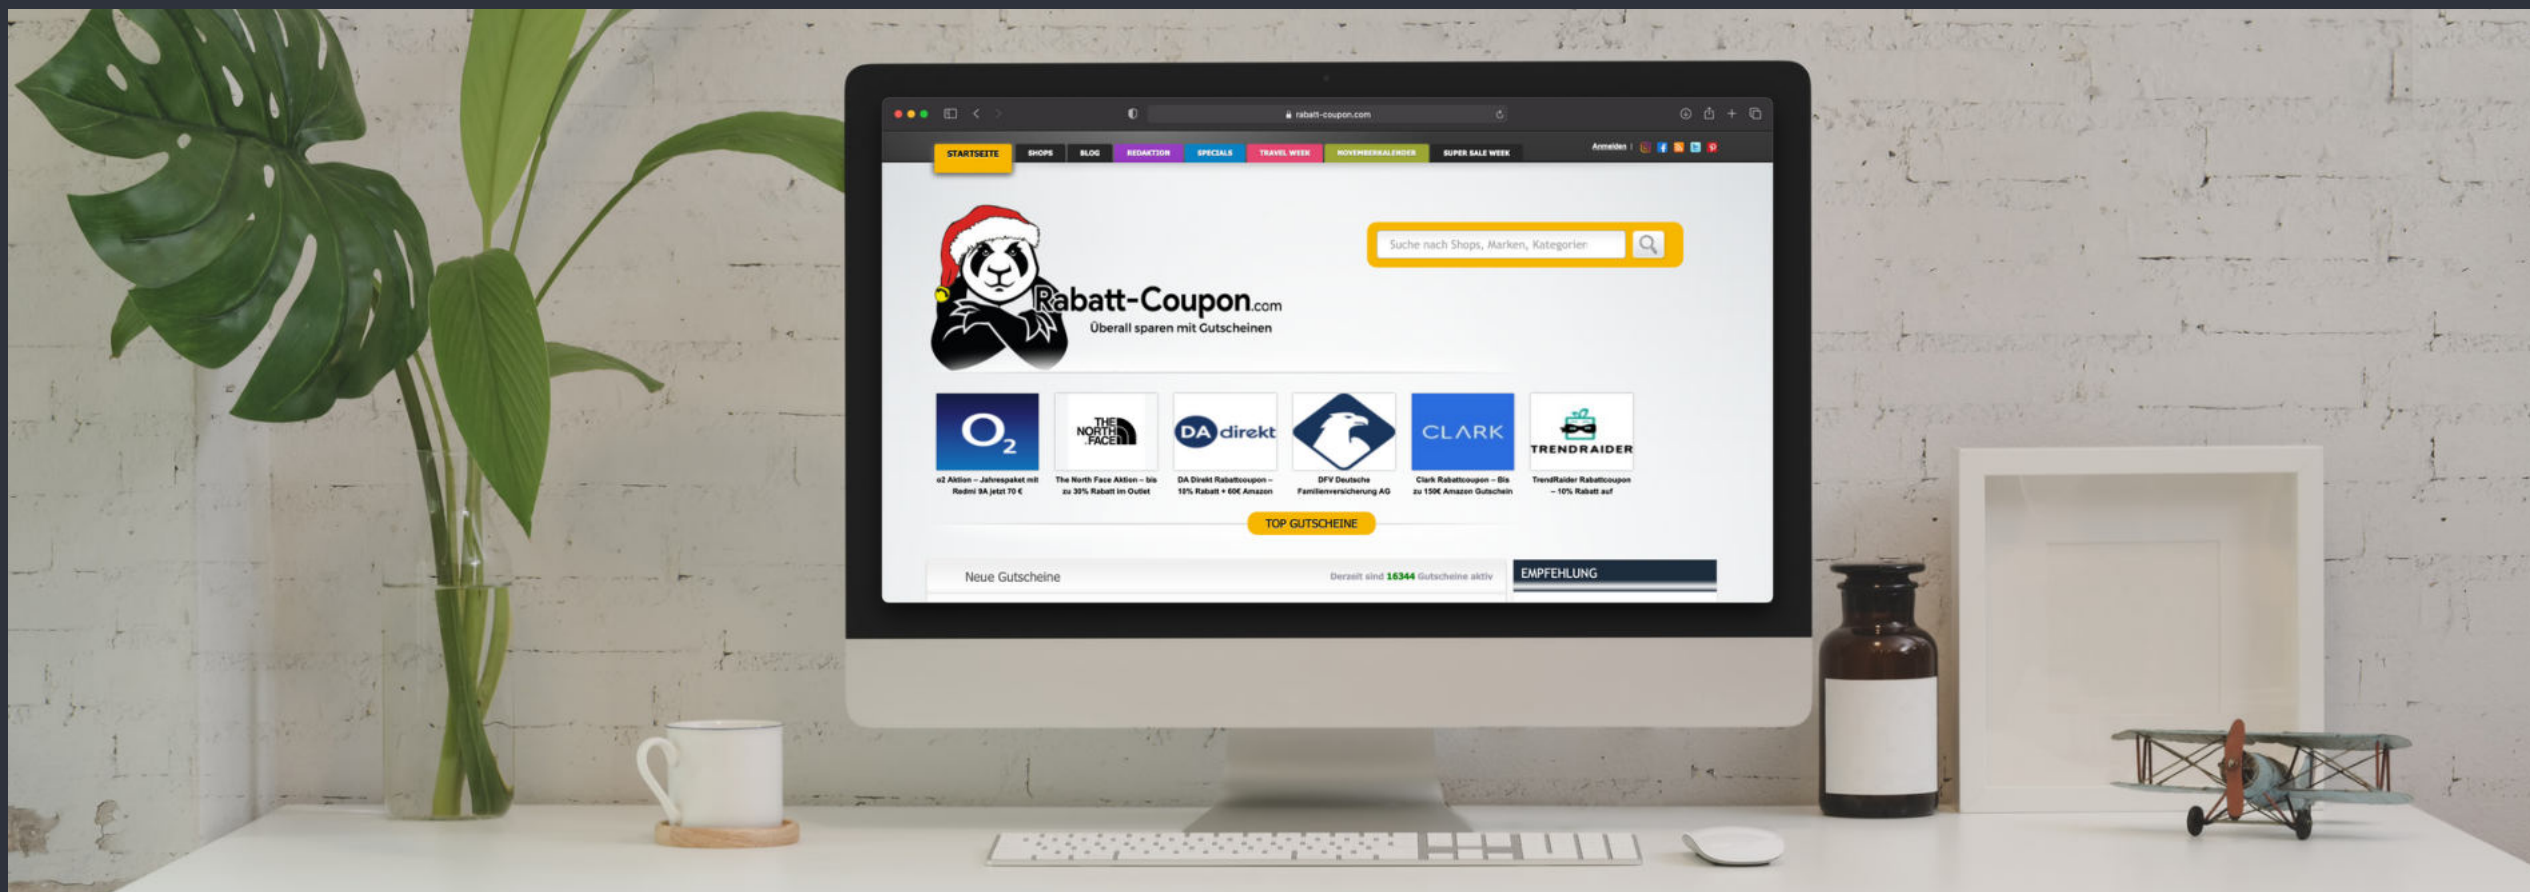 rabatt-coupon.com
STARTSEITE SHOPS BLOG REDAKTION SPECIALS TRAVEL WEEK NOVEMBERKALENDER SUPER SALE WEEK Anmelden |
Suche nach Shops, Marken, Kategorien
Rabatt-Coupon.com
Überall sparen mit Gutscheinen
O2
THE NORTH FACE
DA direkt
CLARK
TRENDRAIDER
o2 Aktion – Jahrespaket mit Redmi 9A jetzt 70 €
The North Face Aktion – bis zu 30% Rabatt im Outlet
DA Direkt Rabattcoupon – 10% Rabatt + 60€ Amazon
DFV Deutsche Familienversicherung AG
Clark Rabattcoupon – Bis zu 150€ Amazon Gutschein
TrendRaider Rabattcoupon – 10% Rabatt auf
TOP GUTSCHEINE
Neue Gutscheine
Derzeit sind 16344 Gutscheine aktiv
EMPFEHLUNG